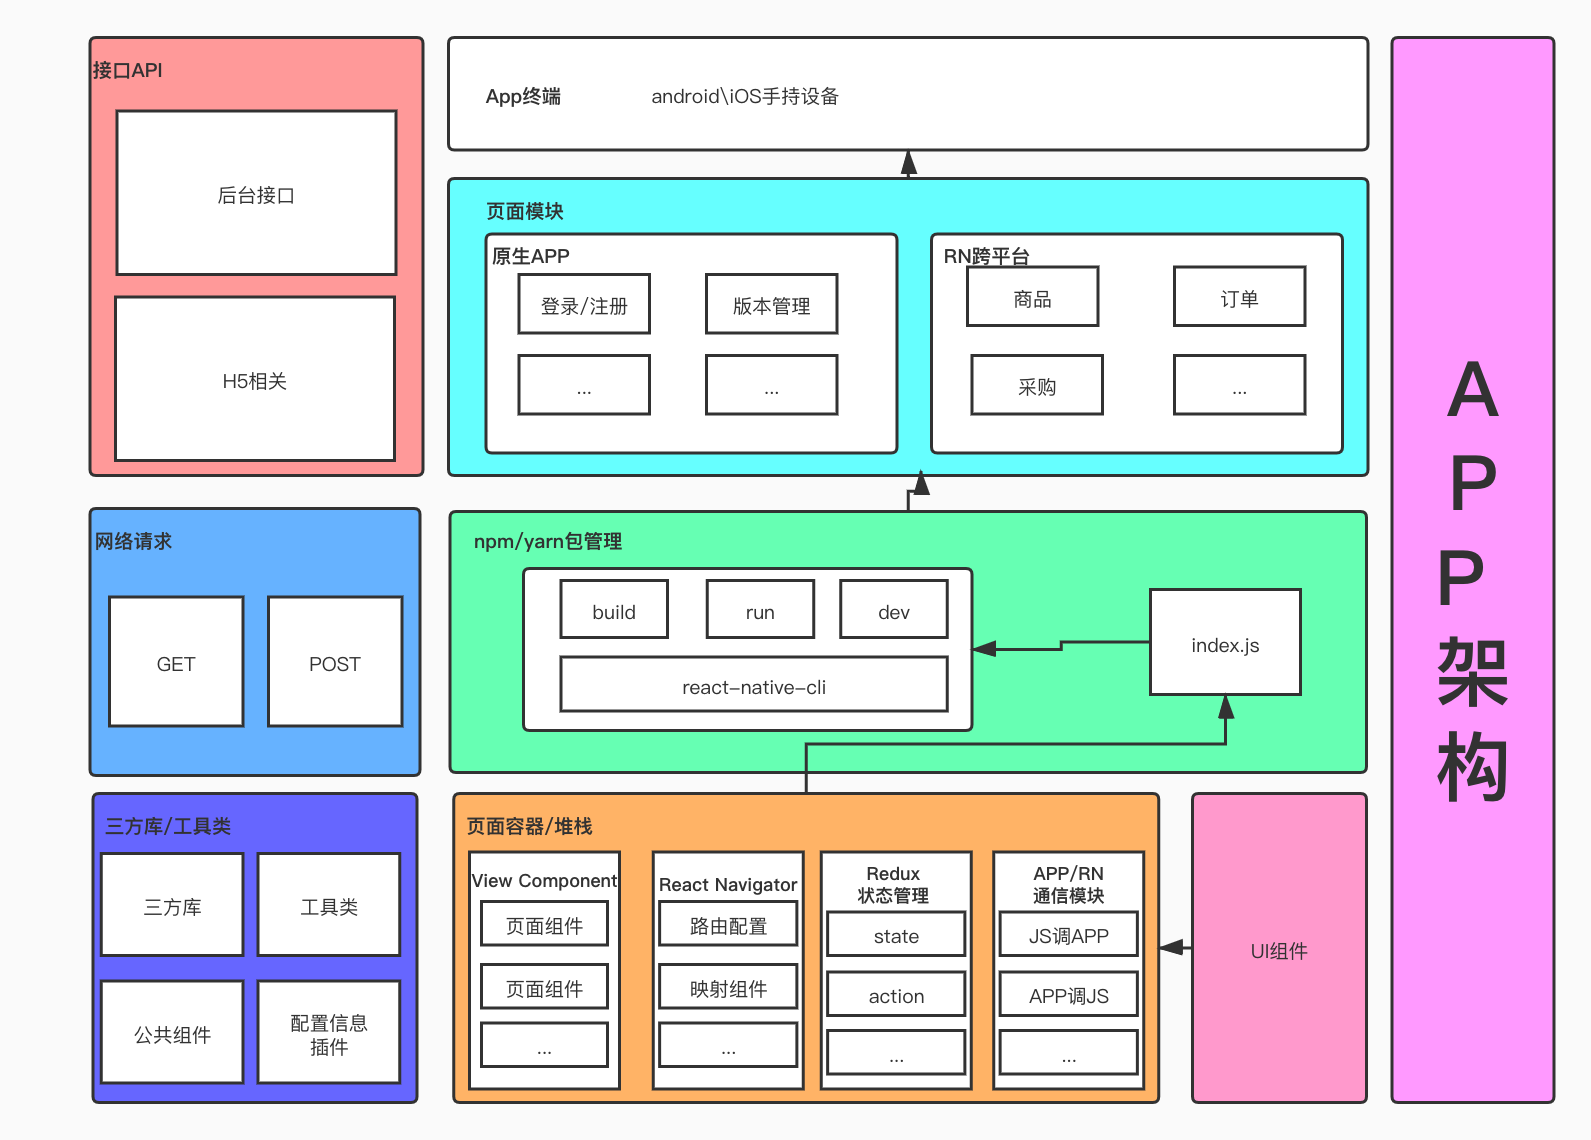 接口API
后台接口
H5相关
网络请求
GET
POST
三方库/工具类
三方库
工具类
公共组件
配置信息
插件
App终端
android\iOS手持设备
页面模块
原生APP
登录/注册
版本管理
...
...
RN跨平台
商品
订单
采购
...
npm/yarn包管理
build
run
dev
react-native-cli
index.js
页面容器/堆栈
View Component
页面组件
页面组件
...
React Navigator
路由配置
映射组件
...
Redux
状态管理
state
action
...
APP/RN
通信模块
JS调APP
APP调JS
...
UI组件
A
P
P
架
构